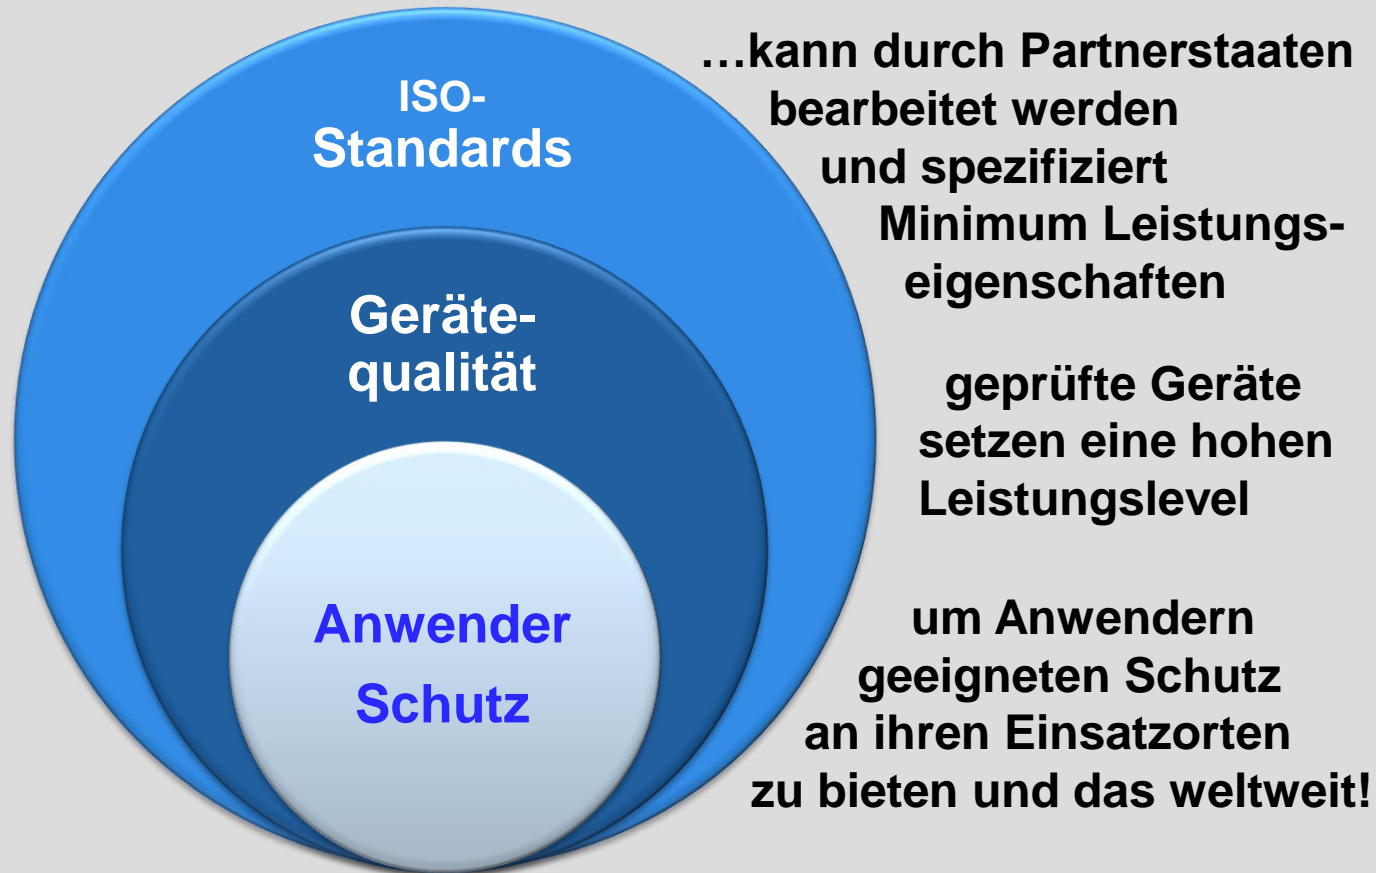 ISO-
Standards
Geräte-
qualität
Anwender
Schutz
…kann durch Partnerstaaten
bearbeitet werden
und spezifiziert
Minimum Leistungs-
eigenschaften
geprüfte Geräte
setzen eine hohen
Leistungslevel
um Anwendern
geeigneten Schutz
an ihren Einsatzorten
zu bieten und das weltweit!